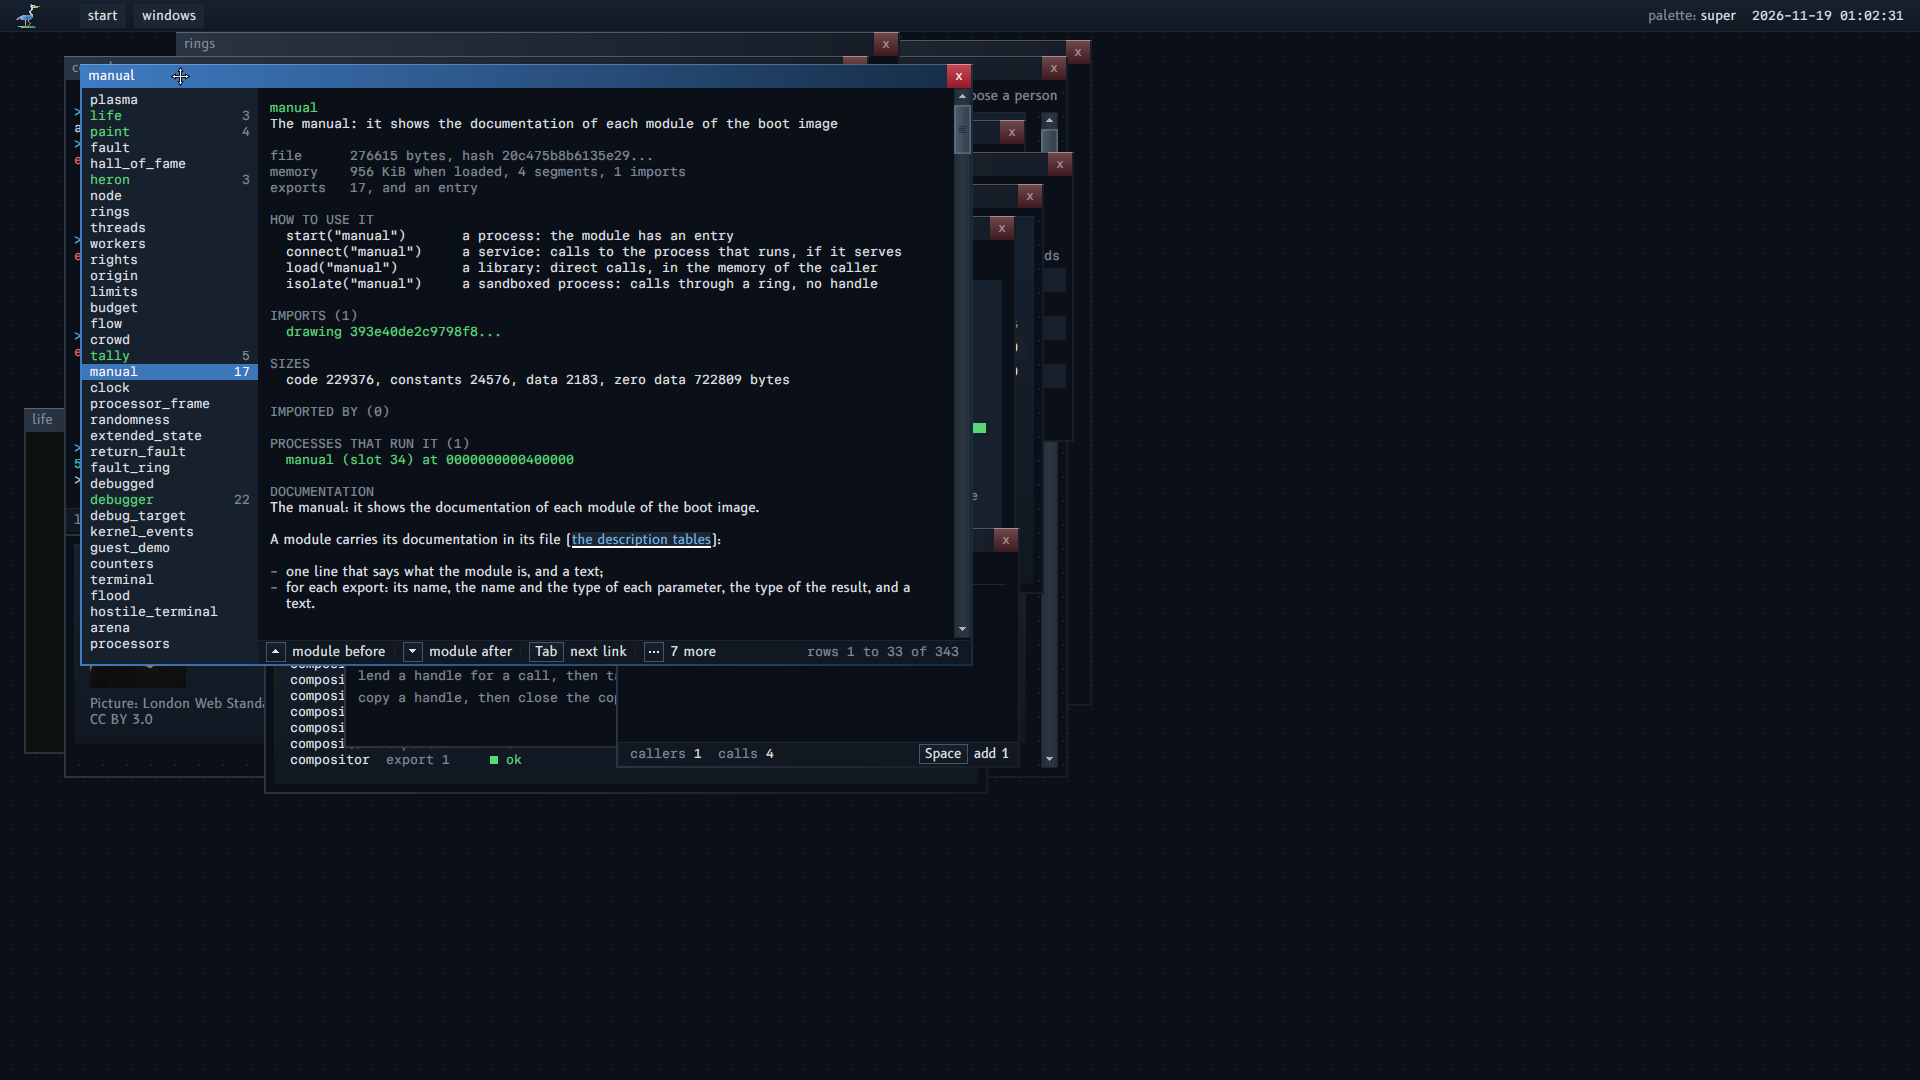 start windows palette: super 2026-11-19 01:02:31
rings x
x
x
manual x
ose a person
plasma
life 3
paint 4
fault
hall_of_fame
heron 3
node
rings
threads
workers
rights
origin
limits
budget
flow
crowd
tally 5
manual 17
clock
processor_frame
randomness
extended_state
return_fault
fault_ring
debugged
debugger 22
debug_target
kernel_events
guest_demo
counters
terminal
flood
hostile_terminal
arena
processors
manual
The manual: it shows the documentation of each module of the boot image
file 276615 bytes, hash 20c475b8b6135e29...
memory 956 KiB when loaded, 4 segments, 1 imports
exports 17, and an entry
HOW TO USE IT
start("manual") a process: the module has an entry
connect("manual") a service: calls to the process that runs, if it serves
load("manual") a library: direct calls, in the memory of the caller
isolate("manual") a sandboxed process: calls through a ring, no handle
IMPORTS (1)
drawing 393e40de2c9798f8...
SIZES
code 229376, constants 24576, data 2183, zero data 722809 bytes
IMPORTED BY (0)
PROCESSES THAT RUN IT (1)
manual (slot 34) at 0000000000400000
DOCUMENTATION
The manual: it shows the documentation of each module of the boot image.
A module carries its documentation in its file [the description tables]:
- one line that says what the module is, and a text;
- for each export: its name, the name and the type of each parameter, the type of the result, and a
text.
module before module after Tab next link ... 7 more rows 1 to 33 of 343
x
x
x
x
ds
x
life
Picture: London Web Standa
CC BY 3.0
composi
composi
composi
composi
composi
compositor export 1 ok
lend a handle for a call, then t
copy a handle, then close the co
callers 1 calls 4 Space add 1